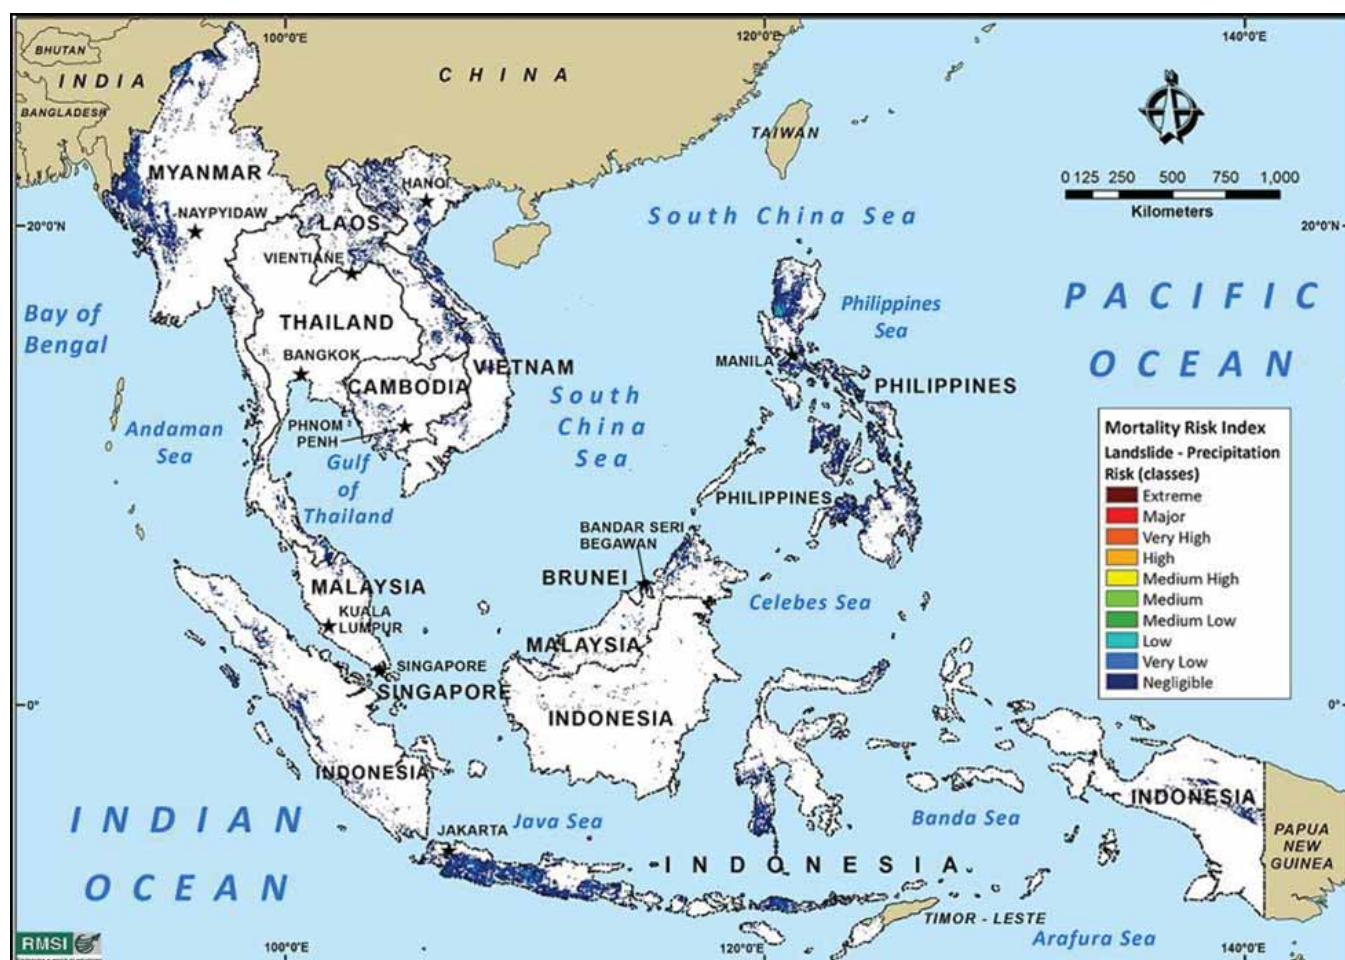 100°0'E
120°0'E
140°0'E
BHUTAN
INDIA
CHINA
BANGLADESH
TAIWAN
MYANMAR
HANOI
0 125 250 500 750 1,000
Kilometers
NAYPYIDAW
LAOS
South China Sea
20°0'N
20°0'N
VIENTIANE
Bay of
Bengal
THAILAND
Philippines
Sea
PACIFIC
OCEAN
BANGKOK
VIETNAM
MANILA
CAMBODIA
PHILIPPINES
South
China
Sea
Andaman
Sea
PHNOM
PENH
Gulf
of
Thailand
Mortality Risk Index
Landslide - Precipitation
Risk (classes)
Extreme
Major
Very High
High
Medium High
Medium
Medium Low
Low
Very Low
Negligible
PHILIPPINES
BANDAR SERI
BEGAWAN
BRUNEI
MALAYSIA
Celebes Sea
KUALA
LUMPUR
MALAYSIA
SINGAPORE
SINGAPORE
INDONESIA
0°
0°
INDONESIA
INDONESIA
INDIAN
OCEAN
Java Sea
Banda Sea
JAKARTA
PAPUA
NEW
GUINEA
INDONESIA
TIMOR - LESTE
Arafura Sea
RMSI
100°0'E
120°0'E
140°0'E